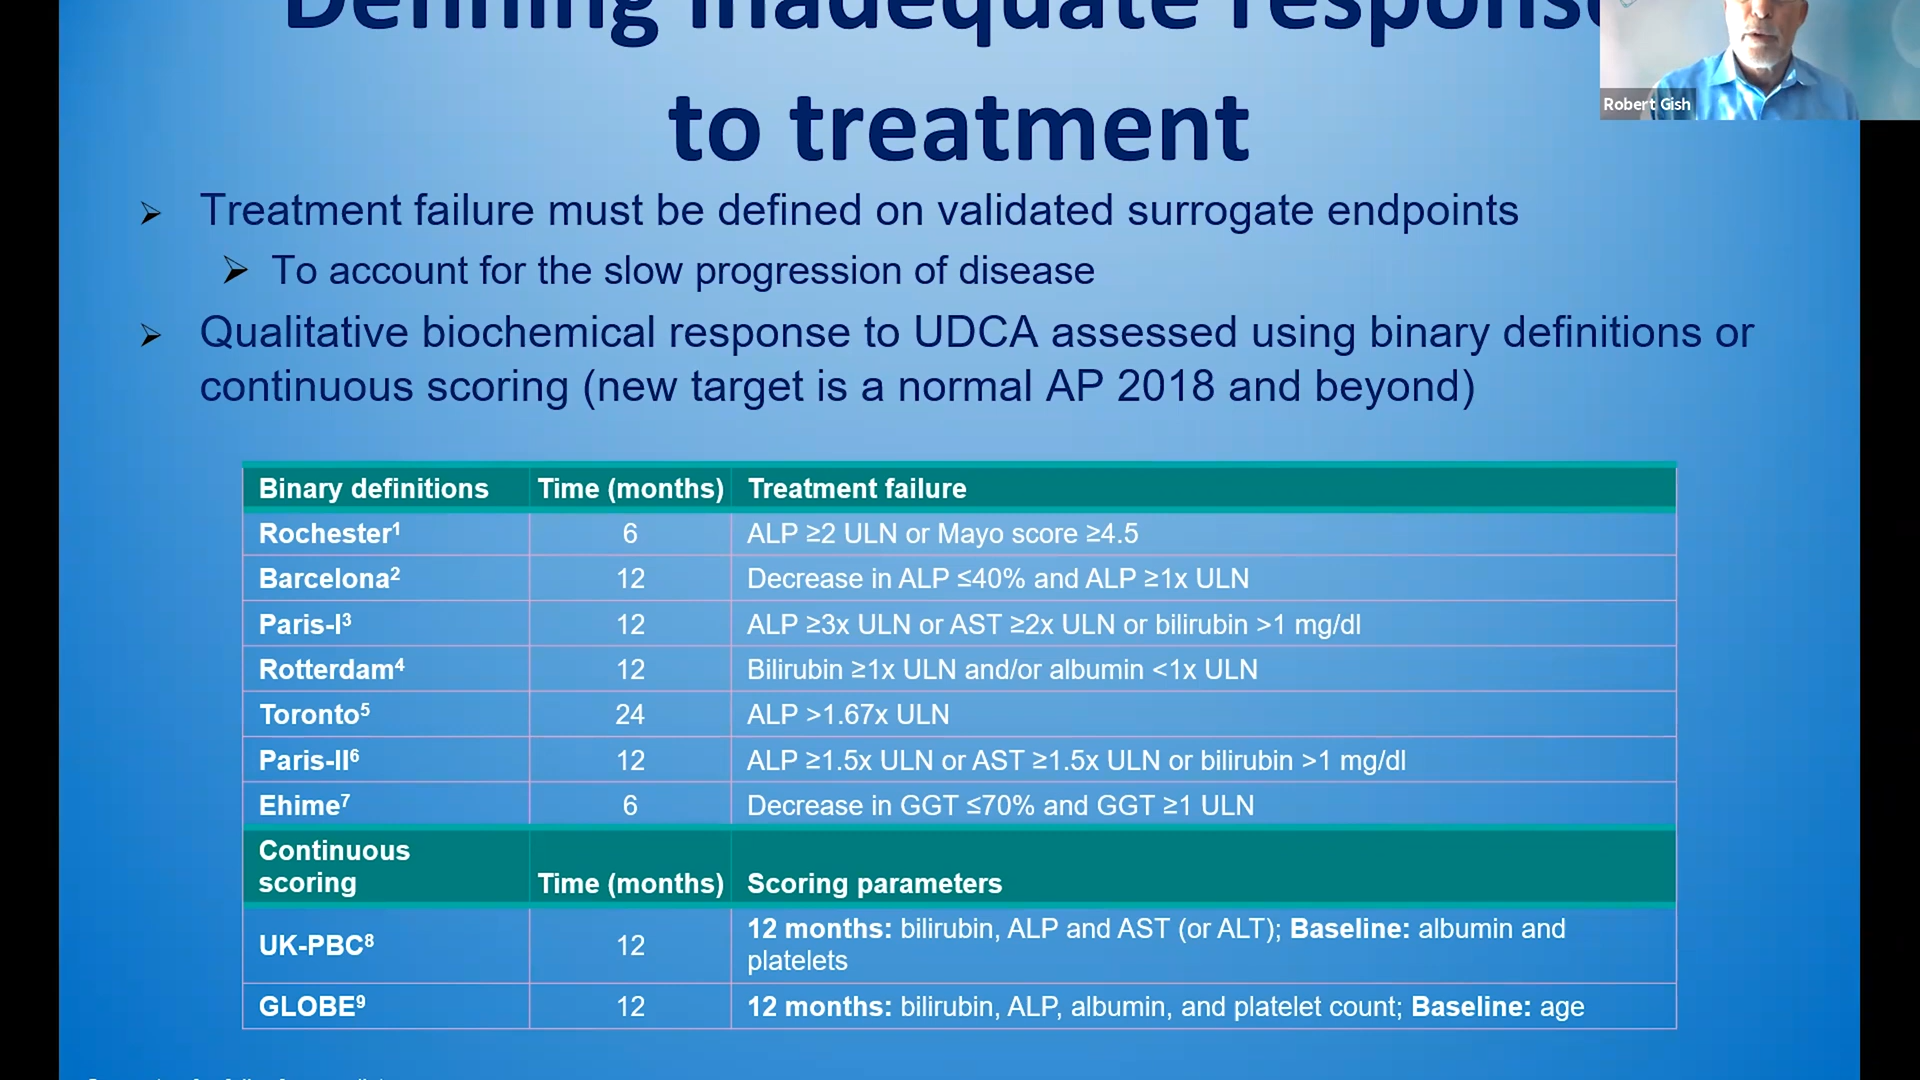 Defining inadequate response
Robert Gish
to treatment
➢ Treatment failure must be defined on validated surrogate endpoints
➢ To account for the slow progression of disease
➢ Qualitative biochemical response to UDCA assessed using binary definitions or
continuous scoring (new target is a normal AP 2018 and beyond)
Binary definitions Time (months) Treatment failure
Rochester¹ 6 ALP ≥2 ULN or Mayo score ≥4.5
Barcelona² 12 Decrease in ALP ≤40% and ALP ≥1x ULN
Paris-I³ 12 ALP ≥3x ULN or AST ≥2x ULN or bilirubin >1 mg/dl
Rotterdam⁴ 12 Bilirubin ≥1x ULN and/or albumin <1x ULN
Toronto⁵ 24 ALP >1.67x ULN
Paris-II⁶ 12 ALP ≥1.5x ULN or AST ≥1.5x ULN or bilirubin >1 mg/dl
Ehime⁷ 6 Decrease in GGT ≤70% and GGT ≥1 ULN
Continuous
scoring Time (months) Scoring parameters
UK-PBC⁸ 12 12 months: bilirubin, ALP and AST (or ALT); Baseline: albumin and
platelets
GLOBE⁹ 12 12 months: bilirubin, ALP, albumin, and platelet count; Baseline: age